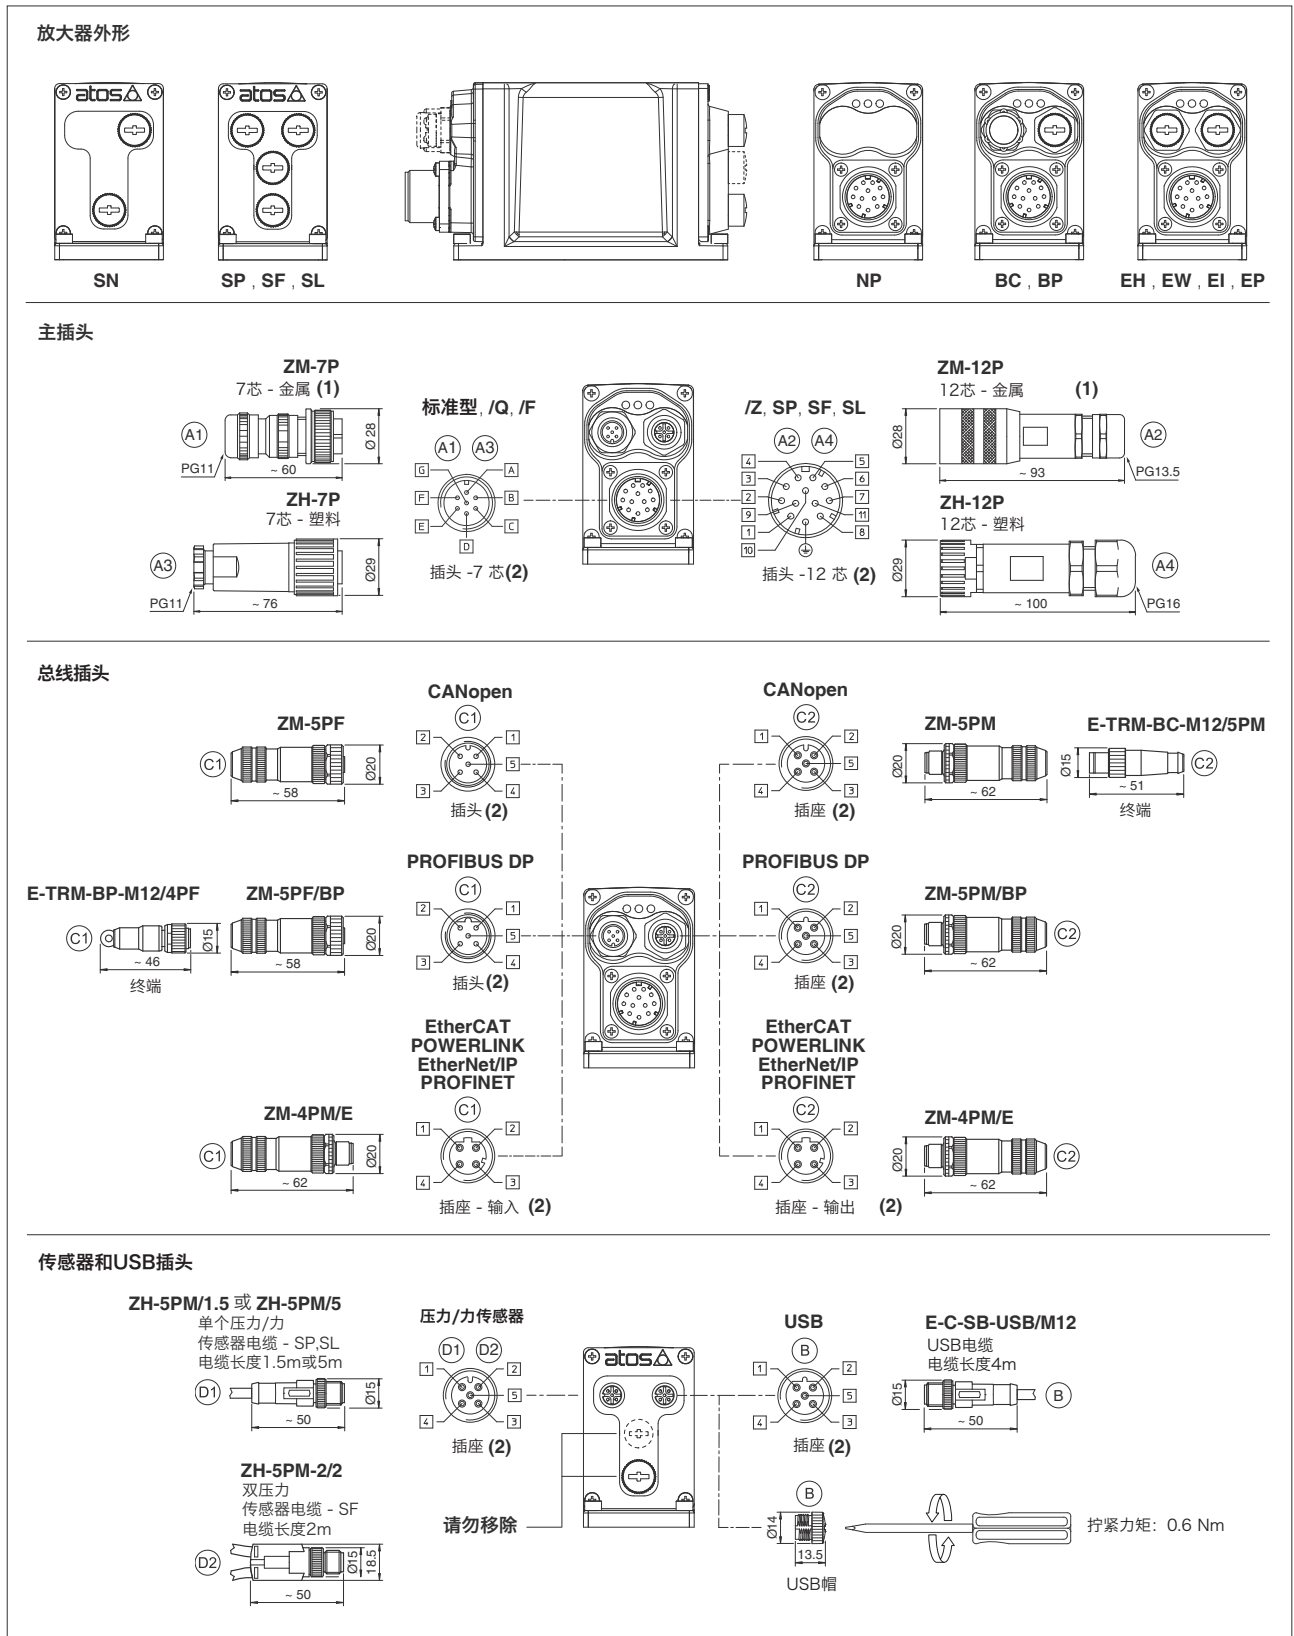 放大器外形
atos
atos
SN
SP , SF , SL
NP
BC , BP
EH , EW , EI , EP
主插头
ZM-7P
7芯 - 金属 (1)
A1
PG11
~ 60
Ø 28
ZH-7P
7芯 - 塑料
A3
PG11
~ 76
Ø29
标准型, /Q, /F
A1 A3
G A
F B
E C
D
插头 -7 芯(2)
/Z, SP, SF, SL
A2 A4
4 5
3 6
2 7
9 11
1 8
10
插头 -12 芯 (2)
ZM-12P
12芯 - 金属 (1)
Ø28
A2
~ 93
PG13.5
ZH-12P
12芯 - 塑料
Ø29
A4
~ 100
PG16
总线插头
CANopen
C1
2 1
5
3 4
插头 (2)
ZM-5PF
C1
Ø20
~ 58
CANopen
C2
1 2
5
4 3
插座 (2)
ZM-5PM
Ø20
~ 62
E-TRM-BC-M12/5PM
Ø15
C2
~ 51
终端
E-TRM-BP-M12/4PF
C1
Ø15
~ 46
终端
ZM-5PF/BP
Ø20
~ 58
PROFIBUS DP
C1
2 1
5
3 4
插头 (2)
PROFIBUS DP
C2
1 2
5
4 3
插座 (2)
ZM-5PM/BP
Ø20
C2
~ 62
EtherCAT
POWERLINK
EtherNet/IP
PROFINET
C1
1 2
4 3
插座 - 输入 (2)
ZM-4PM/E
C1
Ø20
~ 62
EtherCAT
POWERLINK
EtherNet/IP
PROFINET
C2
1 2
4 3
插座 - 输出 (2)
ZM-4PM/E
Ø20
C2
~ 62
传感器和USB插头
ZH-5PM/1.5 或 ZH-5PM/5
单个压力/力
传感器电缆 - SP,SL
电缆长度1.5m或5m
D1
Ø15
~ 50
ZH-5PM-2/2
双压力
传感器电缆 - SF
电缆长度2m
D2
Ø15
18.5
~ 50
压力/力传感器
D1 D2
1 2
5
4 3
插座 (2)
请勿移除
atos
USB
B
1 2
5
4 3
插座 (2)
E-C-SB-USB/M12
USB电缆
电缆长度4m
Ø15
B
~ 50
B
Ø14
13.5
USB帽
拧紧力矩：0.6 Nm